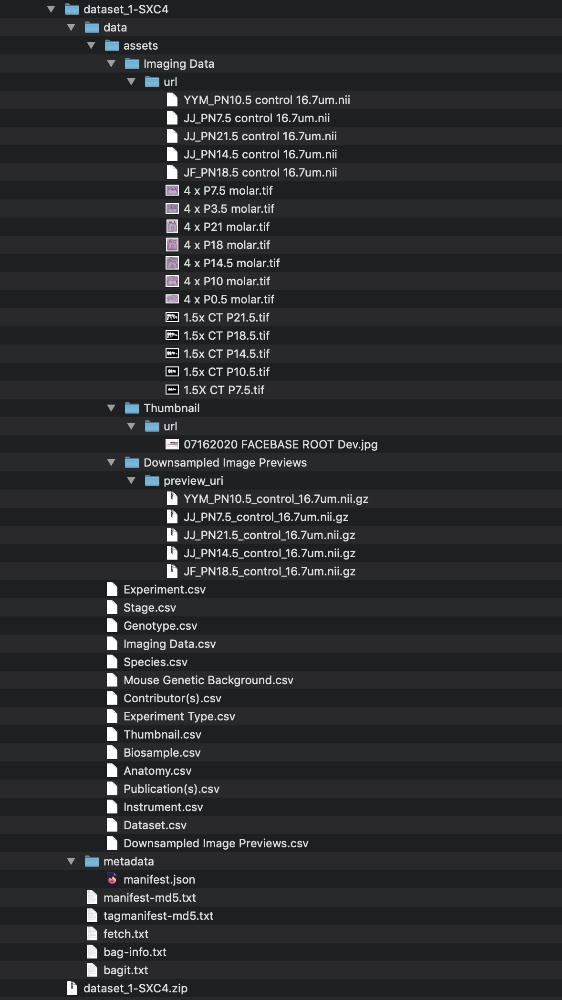 dataset_1-SXC4
data
assets
Imaging Data
url
YYM_PN10.5 control 16.7um.nii
JJ_PN7.5 control 16.7um.nii
JJ_PN21.5 control 16.7um.nii
JJ_PN14.5 control 16.7um.nii
JF_PN18.5 control 16.7um.nii
4 x P7.5 molar.tif
4 x P3.5 molar.tif
4 x P21 molar.tif
4 x P18 molar.tif
4 x P14.5 molar.tif
4 x P10 molar.tif
4 x P0.5 molar.tif
1.5x CT P21.5.tif
1.5x CT P18.5.tif
1.5x CT P14.5.tif
1.5x CT P10.5.tif
1.5X CT P7.5.tif
Thumbnail
url
07162020 FACEBASE ROOT Dev.jpg
Downsampled Image Previews
preview_uri
YYM_PN10.5_control_16.7um.nii.gz
JJ_PN7.5_control_16.7um.nii.gz
JJ_PN21.5_control_16.7um.nii.gz
JJ_PN14.5_control_16.7um.nii.gz
JF_PN18.5_control_16.7um.nii.gz
Experiment.csv
Stage.csv
Genotype.csv
Imaging Data.csv
Species.csv
Mouse Genetic Background.csv
Contributor(s).csv
Experiment Type.csv
Thumbnail.csv
Biosample.csv
Anatomy.csv
Publication(s).csv
Instrument.csv
Dataset.csv
Downsampled Image Previews.csv
metadata
manifest.json
manifest-md5.txt
tagmanifest-md5.txt
fetch.txt
bag-info.txt
bagit.txt
dataset_1-SXC4.zip